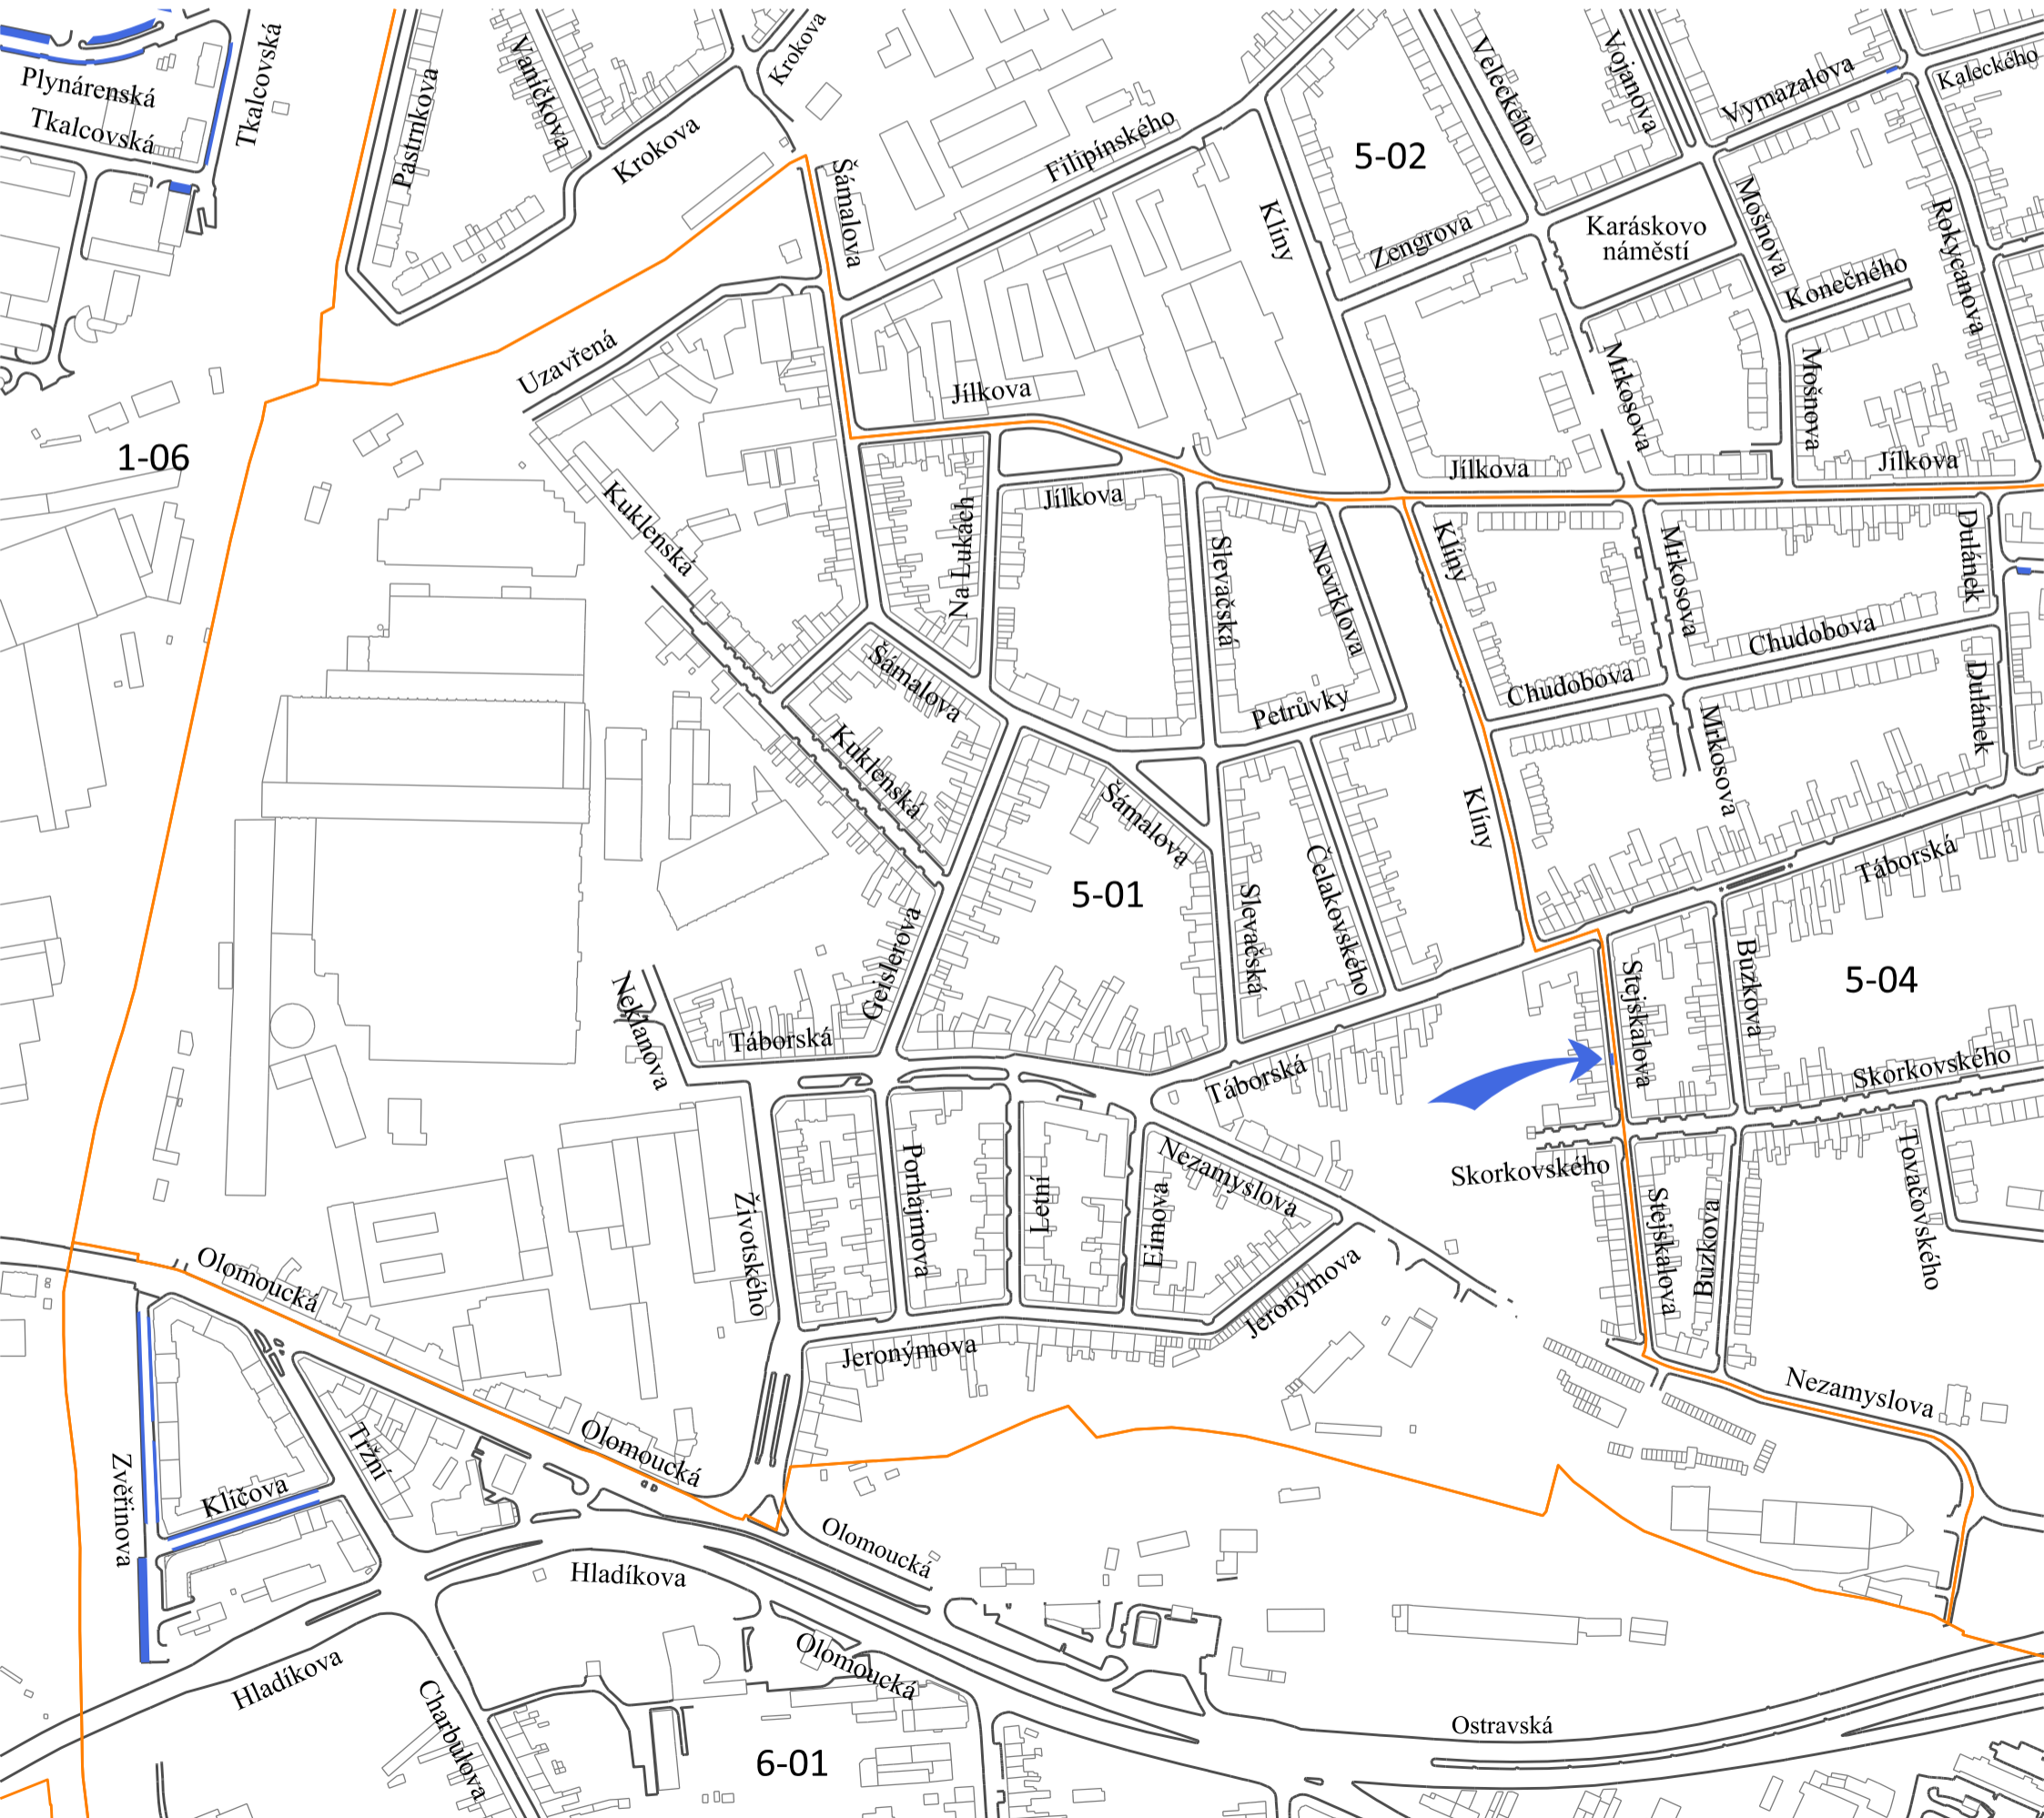 Plynárenská
Tkalcovská
Tkalcovská
Pastrnkova
Vaníčkova
Krokova
Krokova
Šámalova
Filipínského
Klíny
5-02
Veleckého
Vojanova
Vymazalova
Kaleckého
Zengrova
Karáskovo
náměstí
Mošnova
Konečného
Rokycanova
Uzavřená
Jílkova
Mrkosova
Mošnova
1-06
Jílkova
Jílkova
Jílkova
Kuklenská
Na Lukách
Slevačská
Nevrklova
Klíny
Mrkosova
Dulánek
Chudobova
Chudobova
Dulánek
Šámalova
Petrůvky
Mrkosova
Kuklenská
Šámalova
Klíny
Táborská
5-01
Čelakovského
Slevačská
Geislerova
Buzkova
5-04
Stejskalova
Neklanova
Táborská
Táborská
Skorkovského
Skorkovského
Tovačovského
Nezamyslova
Porhajmova
Letní
Eimova
Životského
Stejskalova
Buzkova
Olomoucká
Jeronýmova
Jeronýmova
Nezamyslova
Tržní
Olomoucká
Klíčova
Zvěřinova
Olomoucká
Hladíkova
Olomoucká
Hladíkova
Charbulova
Ostravská
6-01